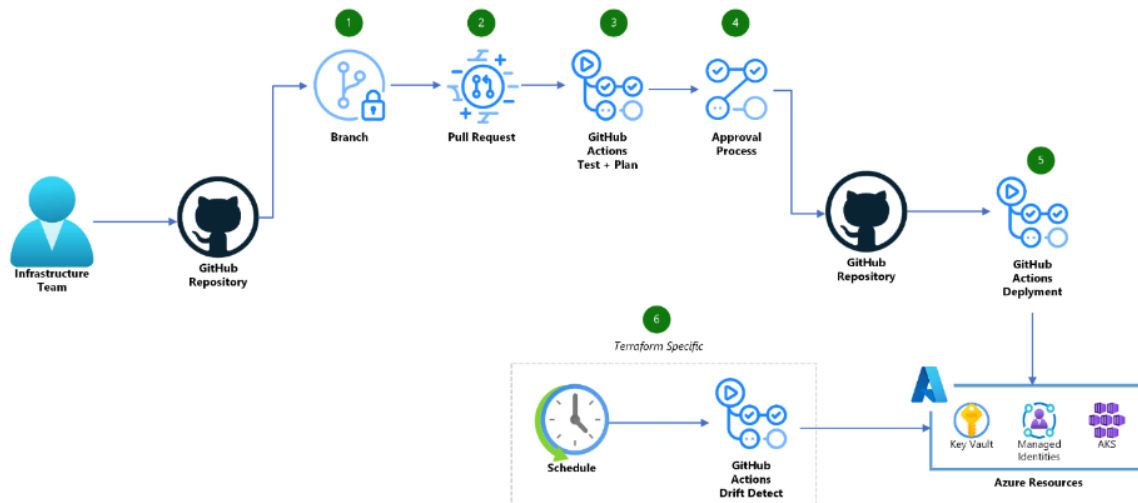 1
2
3
4
Branch
Pull Request
GitHub
Actions
Test + Plan
Approval
Process
5
Infrastructure
Team
GitHub
Repository
GitHub
Repository
GitHub
Actions
Deplyment
6
Terraform Specific
Schedule
GitHub
Actions
Drift Detect
Key Vault
Managed
Identities
AKS
Azure Resources